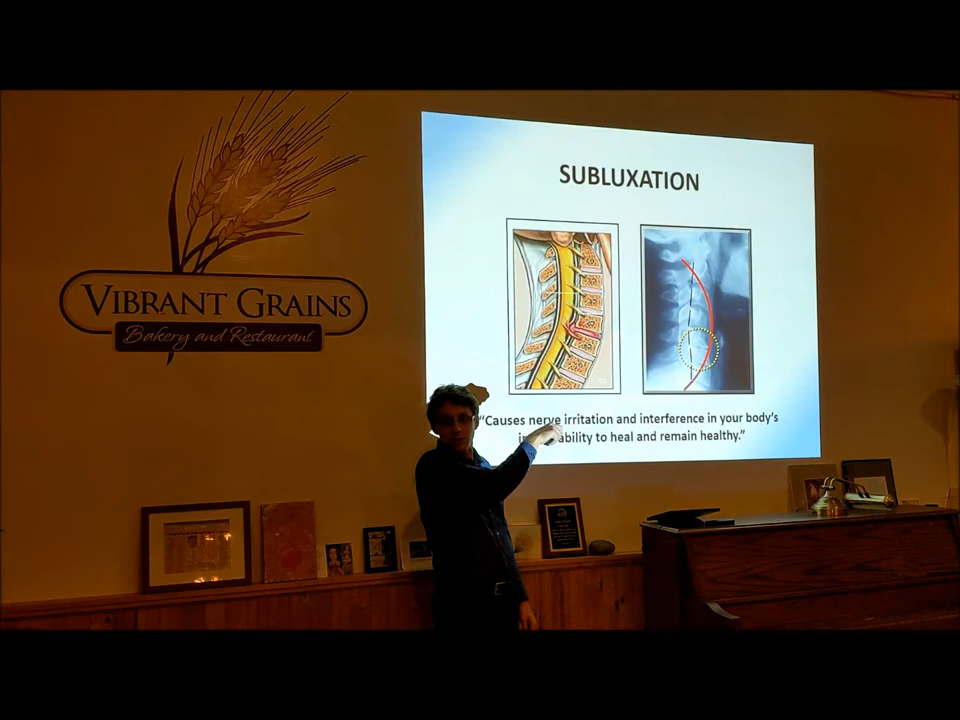 VIBRANT GRAINS
Bakery and Restaurant
SUBLUXATION
"Causes nerve irritation and interference in your body's
ability to heal and remain healthy."